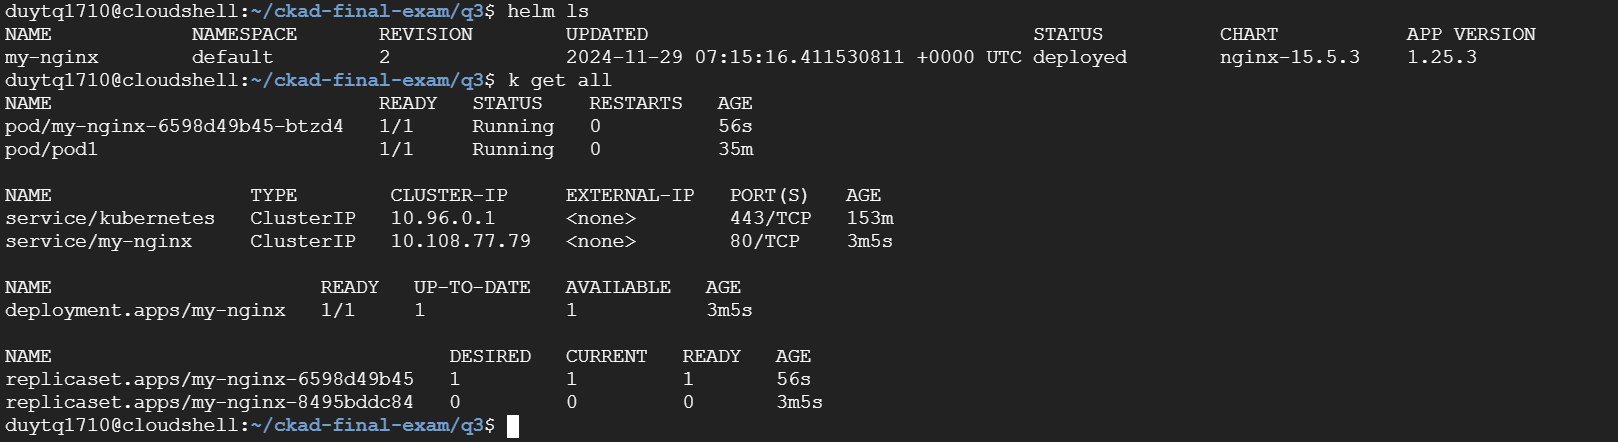 duytq1710@cloudshell:~/ckad-final-exam/q3$ helm ls
NAME            NAMESPACE       REVISION        UPDATED                                 STATUS          CHART           APP VERSION
my-nginx        default         2               2024-11-29 07:15:16.411530811 +0000 UTC deployed        nginx-15.5.3    1.25.3
duytq1710@cloudshell:~/ckad-final-exam/q3$ k get all
NAME                            READY   STATUS    RESTARTS   AGE
pod/my-nginx-6598d49b45-btzd4   1/1     Running   0          56s
pod/pod1                        1/1     Running   0          35m

NAME                 TYPE        CLUSTER-IP     EXTERNAL-IP   PORT(S)   AGE
service/kubernetes   ClusterIP   10.96.0.1      <none>        443/TCP   153m
service/my-nginx     ClusterIP   10.108.77.79   <none>        80/TCP    3m5s

NAME                       READY   UP-TO-DATE   AVAILABLE   AGE
deployment.apps/my-nginx   1/1     1            1           3m5s

NAME                                  DESIRED   CURRENT   READY   AGE
replicaset.apps/my-nginx-6598d49b45   1         1         1       56s
replicaset.apps/my-nginx-8495bddc84   0         0         0       3m5s
duytq1710@cloudshell:~/ckad-final-exam/q3$